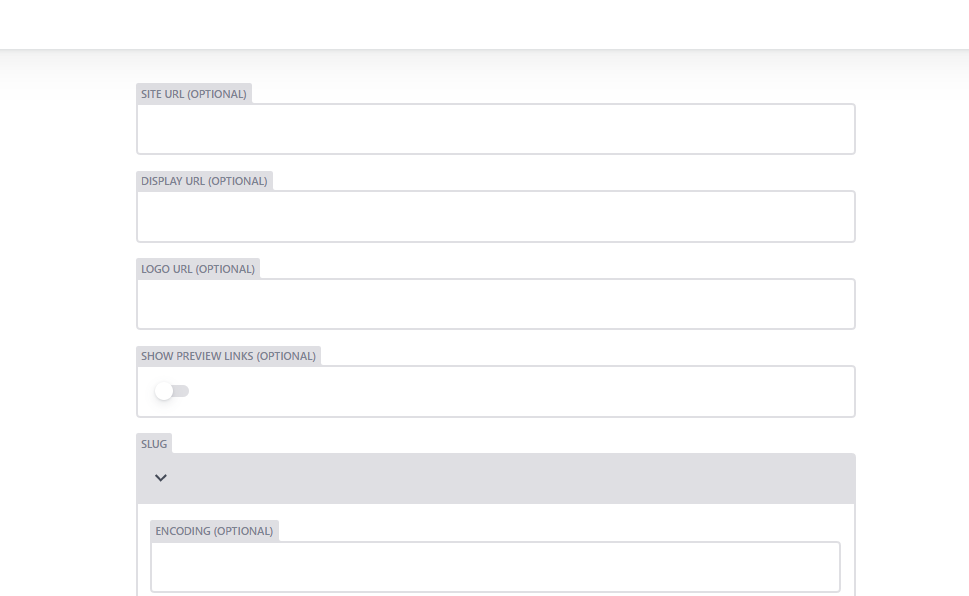 SITE URL (OPTIONAL)
DISPLAY URL (OPTIONAL)
LOGO URL (OPTIONAL)
SHOW PREVIEW LINKS (OPTIONAL)
SLUG
ENCODING (OPTIONAL)